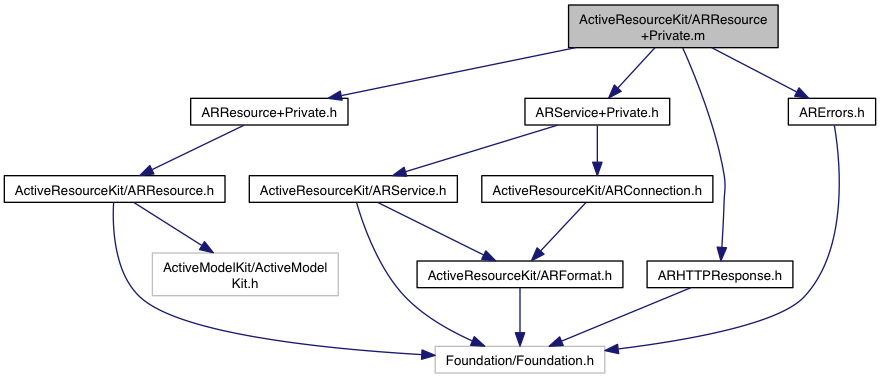 ActiveResourceKit/ARResource
+Private.m
ARResource+Private.h
ARService+Private.h
ARErrors.h
ActiveResourceKit/ARResource.h
ActiveResourceKit/ARService.h
ActiveResourceKit/ARConnection.h
ActiveModelKit/ActiveModel
Kit.h
ActiveResourceKit/ARFormat.h
ARHTTPResponse.h
Foundation/Foundation.h